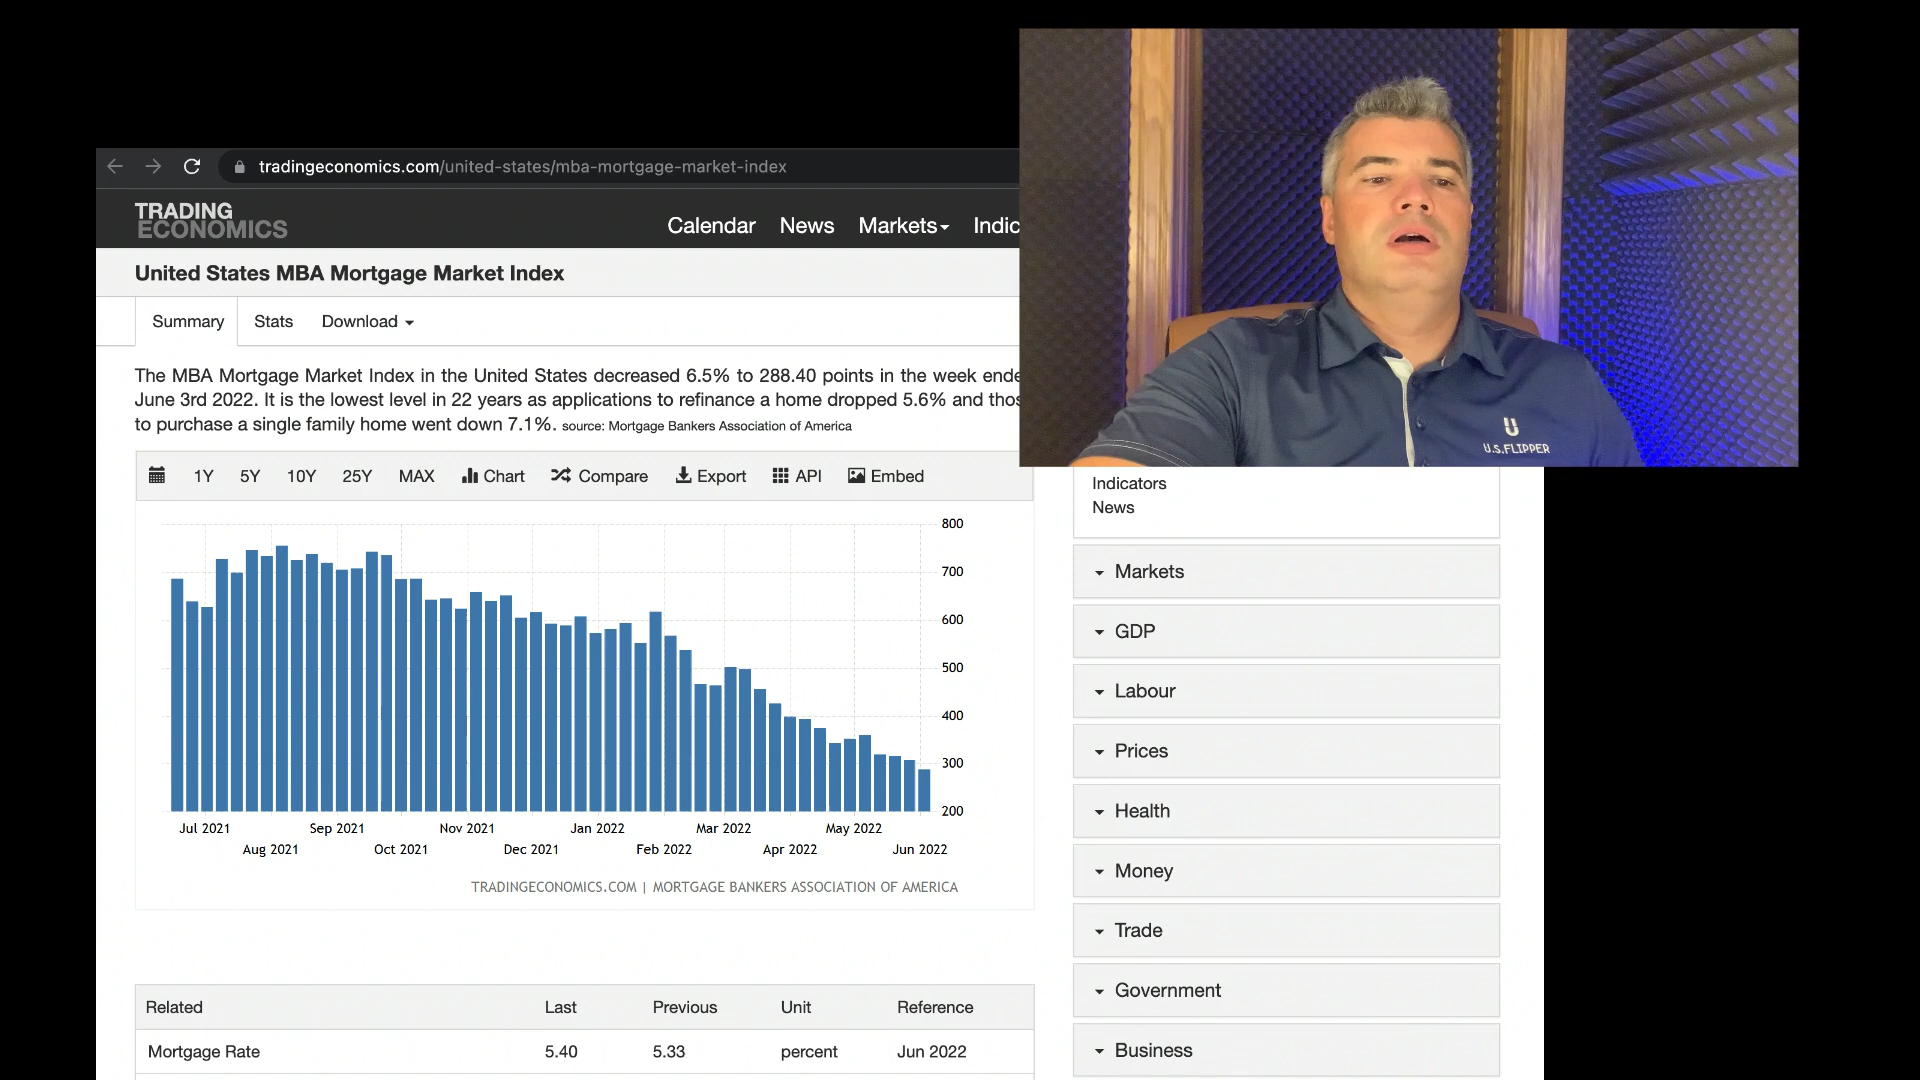 tradingeconomics.com/united-states/mba-mortgage-market-index
TRADING
ECONOMICS
Calendar News Markets
United States MBA Mortgage Market Index
Summary Stats Download
The MBA Mortgage Market Index in the United States decreased 6.5% to 288.40 points in the week
June 3rd 2022. It is the lowest level in 22 years as applications to refinance a home dropped 5.6% and
to purchase a single family home went down 7.1%. source: Mortgage Bankers Association of America
1Y 5Y 10Y 25Y MAX Chart Compare Export API Embed
800
700
600
500
400
300
200
Jul 2021 Sep 2021 Nov 2021 Jan 2022 Mar 2022 May 2022
Aug 2021 Oct 2021 Dec 2021 Feb 2022 Apr 2022 Jun 2022
TRADINGECONOMICS.COM | MORTGAGE BANKERS ASSOCIATION OF AMERICA
Related Last Previous Unit Reference
Mortgage Rate 5.40 5.33 percent Jun 2022
U
U.S.FLIPPER
Indicators
News
Markets
GDP
Labour
Prices
Health
Money
Trade
Government
Business